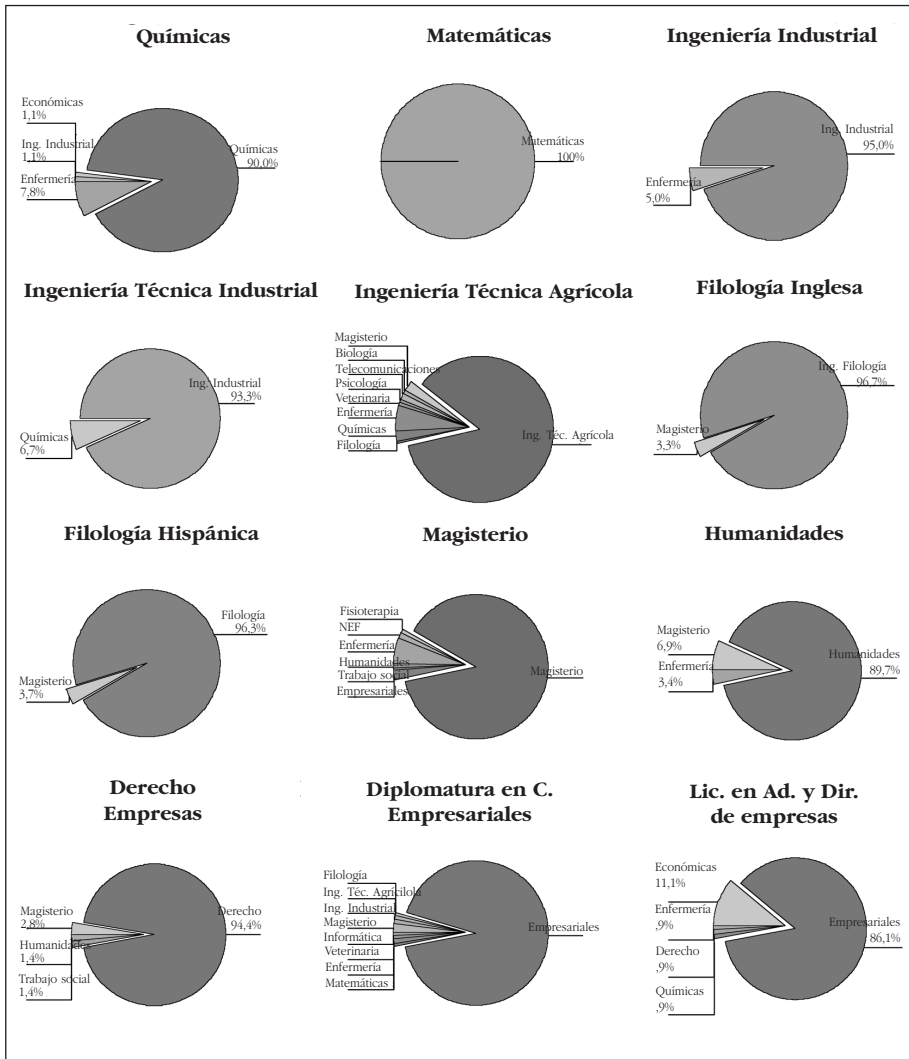 Químicas
Económicas
1,1%
Ing. Industrial
1,1%
Enfermería
7,8%
Químicas
90,0%
Matemáticas
Matemáticas
100%
Ingeniería Industrial
Ing. Industrial
95,0%
Enfermería
5,0%
Ingeniería Técnica Industrial
Ing. Industrial
93,3%
Químicas
6,7%
Ingeniería Técnica Agrícola
Magisterio
Biología
Telecomunicaciones
Psicología
Veterinaria
Enfermería
Químicas
Filología
Ing. Téc. Agrícola
Filología Inglesa
Ing. Filología
96,7%
Magisterio
3,3%
Filología Hispánica
Filología
96,3%
Magisterio
3,7%
Magisterio
Fisioterapia
NEF
Enfermería
Humanidades
Trabajo social
Empresariales
Magisterio
Humanidades
Magisterio
6,9%
Enfermería
3,4%
Humanidades
89,7%
Derecho
Empresas
Magisterio
2,8%
Humanidades
1,4%
Trabajo social
1,4%
Derecho
94,4%
Diplomatura en C.
Empresariales
Filología
Ing. Téc. Agrícilola
Ing. Industrial
Magisterio
Informática
Veterinaria
Enfermería
Matemáticas
Empresariales
Lic. en Ad. y Dir.
de empresas
Económicas
11,1%
Enfermería
,9%
Derecho
,9%
Químicas
,9%
Empresariales
86,1%